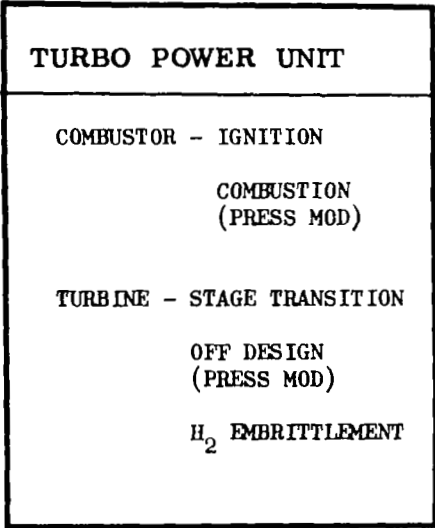 TURBO POWER UNIT
COMBUSTOR - IGNITION
COMBUSTION
(PRESS MOD)
TURBINE - STAGE TRANSITION
OFF DESIGN
(PRESS MOD)
H₂ EMBRITTLEMENT